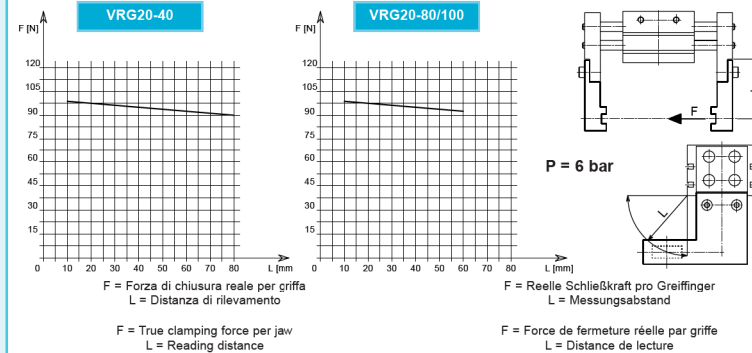 VRG20-40
F [N]
120
105
90
75
60
45
30
15
0 10 20 30 40 50 60 70 80
L [mm
F = Forza di chiusura reale per griffa
L = Distanza di rilevamento
F = True clamping force per jaw
L = Reading distance
VRG20-80/100
F [N]
120
105
90
75
60
45
30
15
0 10 20 30 40 50 60 70 80
L [mm]
F
P = 6 bar
L
F = Reelle Schließkraft pro Greiffinger
L = Messungsabstand
F = Force de fermeture réelle par griffe
L = Distance de lecture